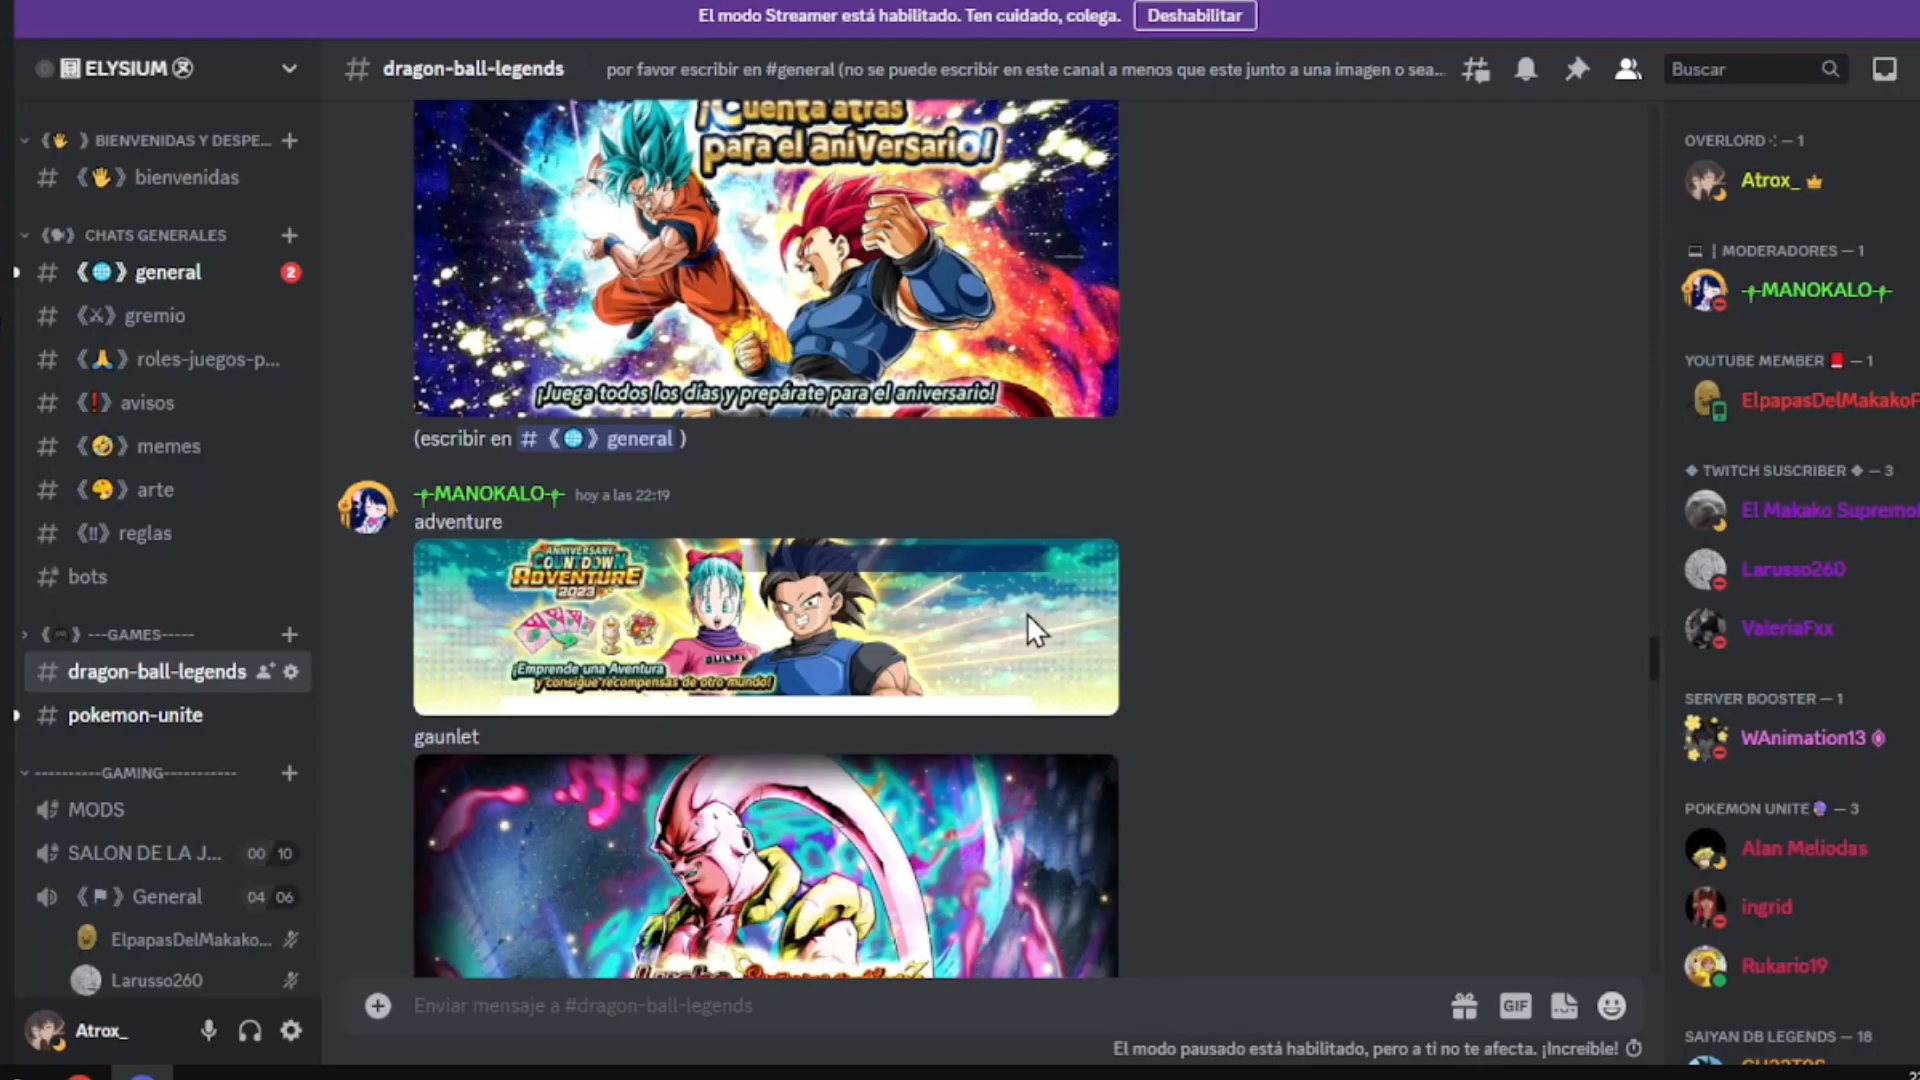 El modo Streamer está habilitado. Ten cuidado, colega. Deshabilitar
ELYSIUM
dragon-ball-legends
por favor escribir en #general (no se puede escribir en este canal a menos que este junto a una imagen o sea...
Buscar
BIENVENIDAS Y DESPE...
bienvenidas
CHATS GENERALES
general
2
gremio
roles-juegos-p...
avisos
memes
arte
reglas
bots
---GAMES-----
dragon-ball-legends
pokemon-unite
----------GAMING-----------
MODS
SALON DE LA J... 00 10
General 04 06
ElpapasDelMakako...
Larusso260
Atrox_
¡Cuenta atrás
para el aniversario!
¡Juega todos los días y prepárate para el aniversario!
(escribir en # general )
MANOKALO hoy a las 22:19
adventure
ANNIVERSARY
COUNTDOWN
ADVENTURE
2023
BULMA
¡Emprende una Aventura
y consigue recompensas de otro mundo!
gaunlet
Enviar mensaje a #dragon-ball-legends
GIF
El modo pausado está habilitado, pero a ti no te afecta. ¡Increíble!
OVERLORD — 1
Atrox_
| MODERADORES — 1
MANOKALO
YOUTUBE MEMBER — 1
ElpapasDelMakakoF
TWITCH SUSCRIBER — 3
El Makako Supremo
Larusso260
ValeriaFxx
SERVER BOOSTER — 1
WAnimation13
POKEMON UNITE — 3
Alan Meliodas
ingrid
Rukario19
SAIYAN DB LEGENDS — 18